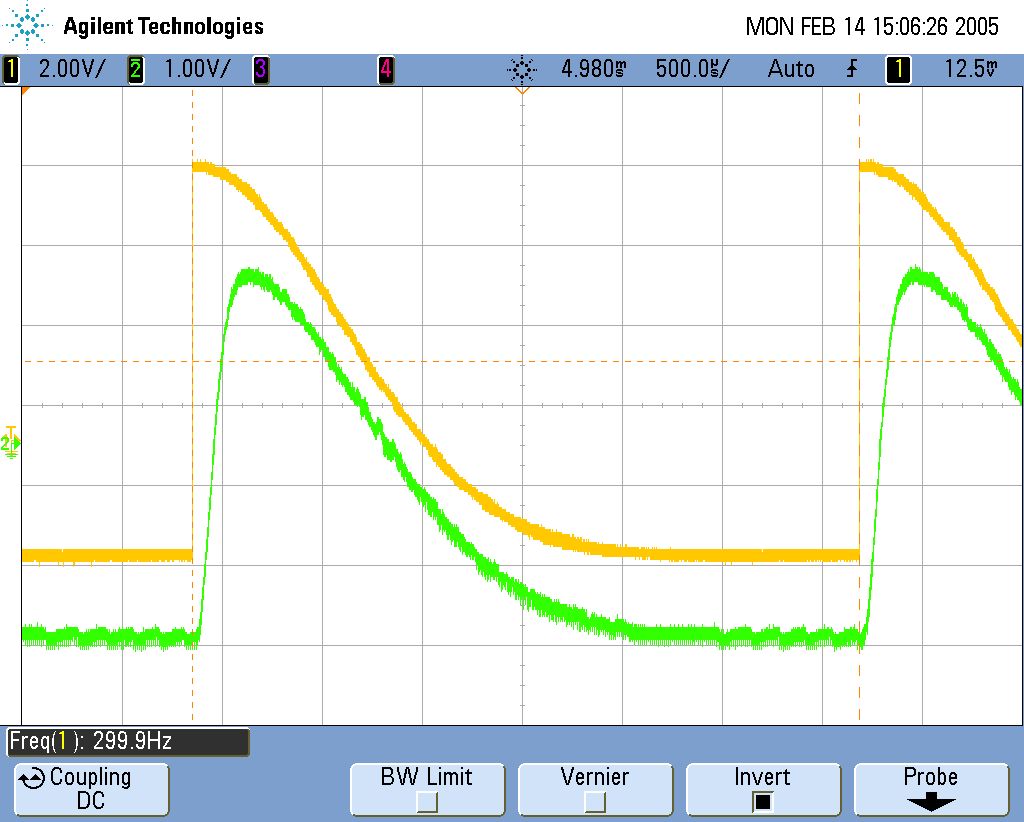 Agilent Technologies MON FEB 14 15:06:26 2005
1 2.00V/ 2 1.00V/ 3 4 4.980ms 500.0µs/ Auto 1 12.5mV
T
2
Freq(1): 299.9Hz
Coupling BW Limit Vernier Invert Probe
DC